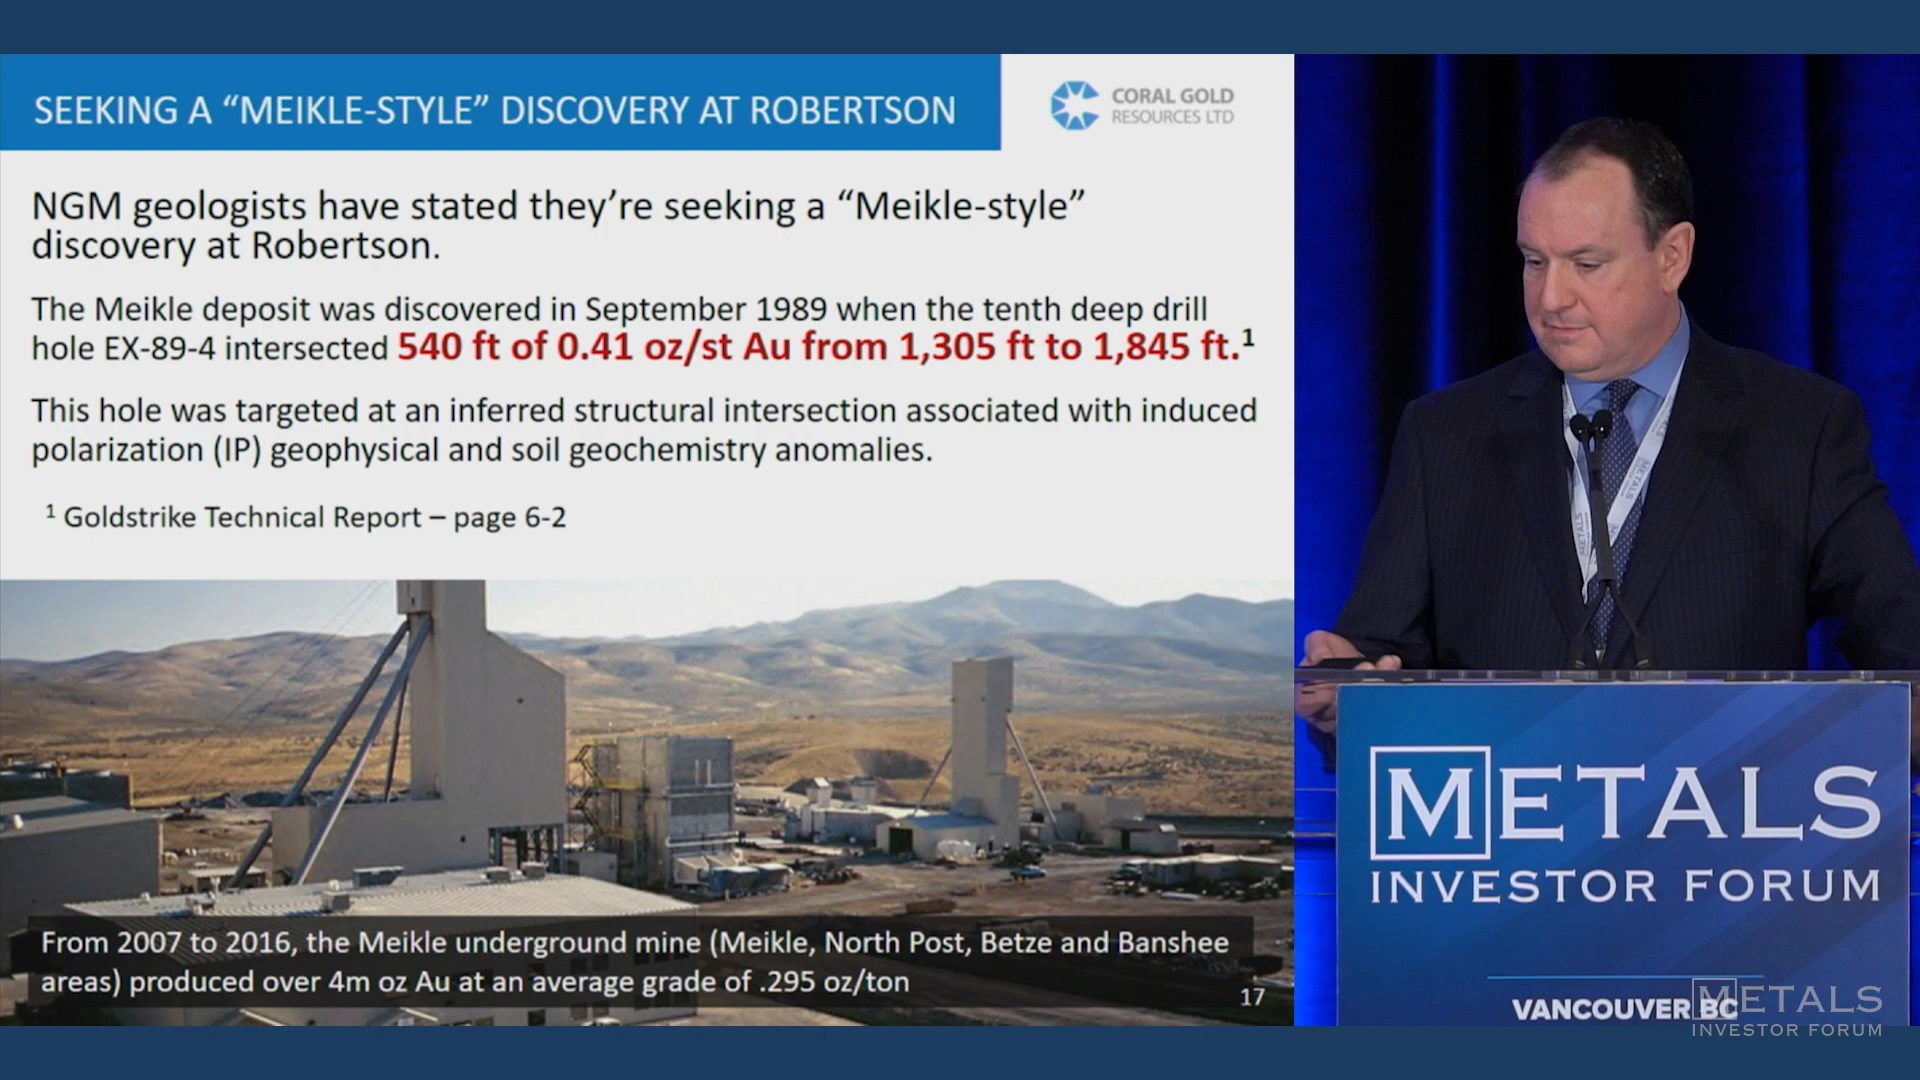 SEEKING A “MEIKLE-STYLE” DISCOVERY AT ROBERTSON
CORAL GOLD
RESOURCES LTD
NGM geologists have stated they’re seeking a “Meikle-style”
discovery at Robertson.
The Meikle deposit was discovered in September 1989 when the tenth deep drill
hole EX-89-4 intersected 540 ft of 0.41 oz/st Au from 1,305 ft to 1,845 ft.¹
This hole was targeted at an inferred structural intersection associated with induced
polarization (IP) geophysical and soil geochemistry anomalies.
¹ Goldstrike Technical Report – page 6-2
From 2007 to 2016, the Meikle underground mine (Meikle, North Post, Betze and Banshee
areas) produced over 4m oz Au at an average grade of .295 oz/ton
17
METALS
METALS
METALS
INVESTOR FORUM
VANCOUVER BC
METALS
INVESTOR FORUM